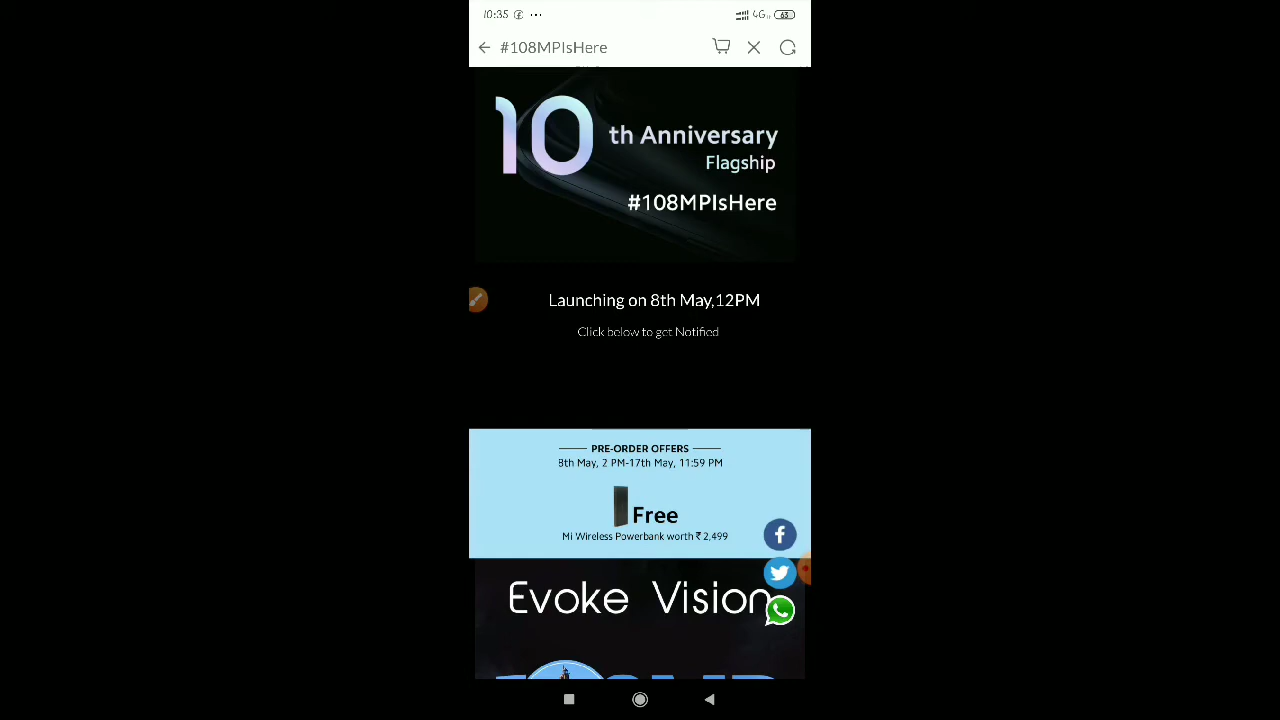 10:35
4G
63
#108MPIsHere
10th Anniversary
Flagship
#108MPIsHere
Launching on 8th May,12PM
Click below to get Notified
PRE-ORDER OFFERS
8th May, 2 PM-17th May, 11:59 PM
Free
Mi Wireless Powerbank worth ₹ 2,499
Evoke Vision